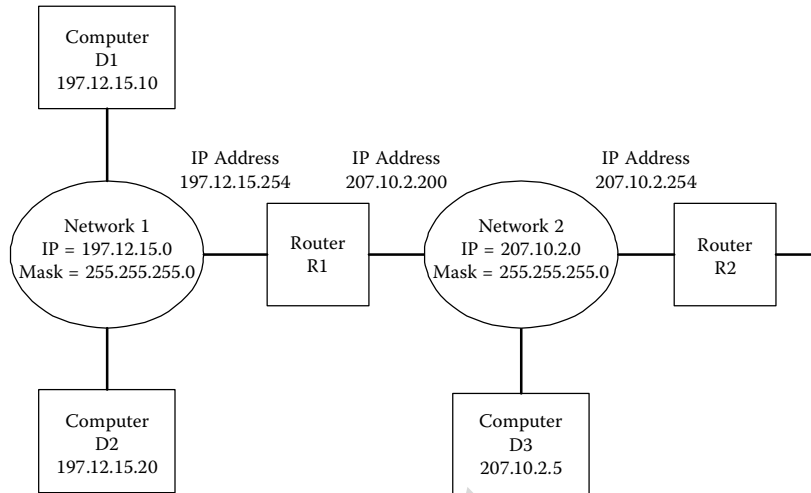 Computer
D1
197.12.15.10
IP Address
197.12.15.254
IP Address
207.10.2.200
IP Address
207.10.2.254
Network 1
IP = 197.12.15.0
Mask = 255.255.255.0
Router
R1
Network 2
IP = 207.10.2.0
Mask = 255.255.255.0
Router
R2
Computer
D2
197.12.15.20
Computer
D3
207.10.2.5